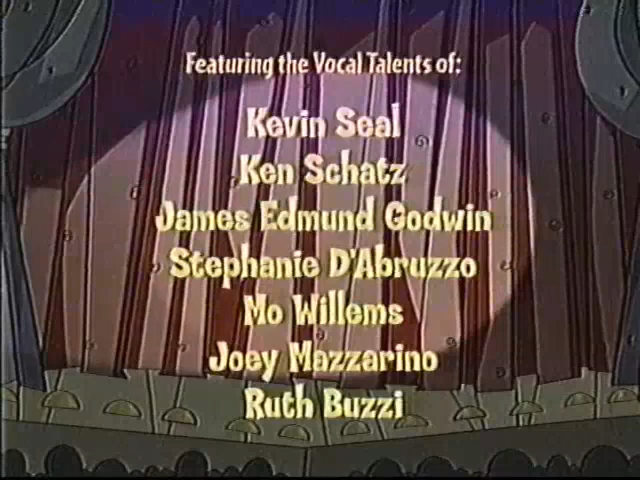 Featuring the Vocal Talents of:
Kevin Seal
Ken Schatz
James Edmund Godwin
Stephanie D'Abruzzo
Mo Willems
Joey Mazzarino
Ruth Buzzi